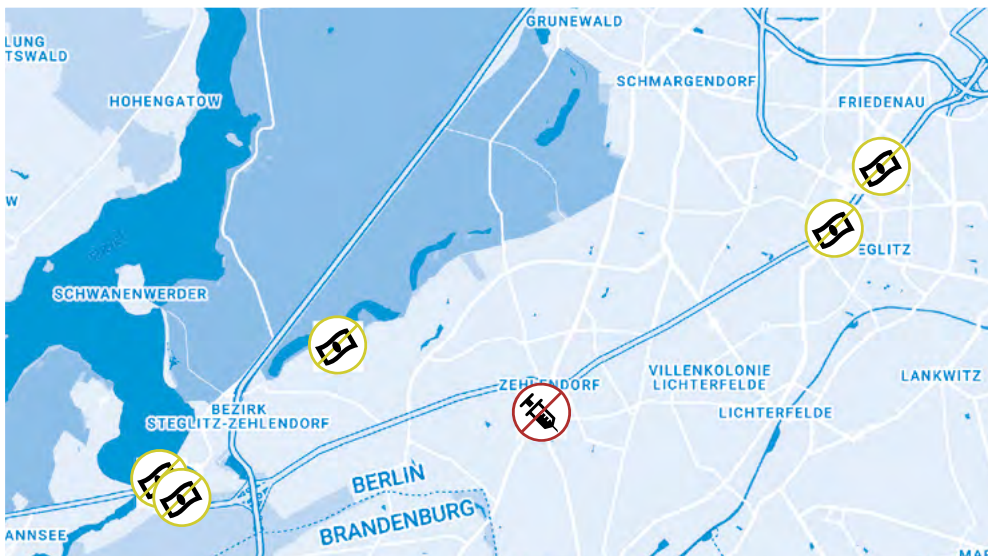 GRUNEWALD
LUNG
TSWALD
SCHMARGENDORF
HOHENGATOW
FRIEDENAU
W
EGLITZ
SCHWANENWERDER
ZEHLENDORF
VILLENKOLONIE
LICHTERFELDE
LANKWITZ
BEZIRK
STEGLITZ-ZEHLENDORF
LICHTERFELDE
BERLIN
BRANDENBURG
ANNSEE
MAR